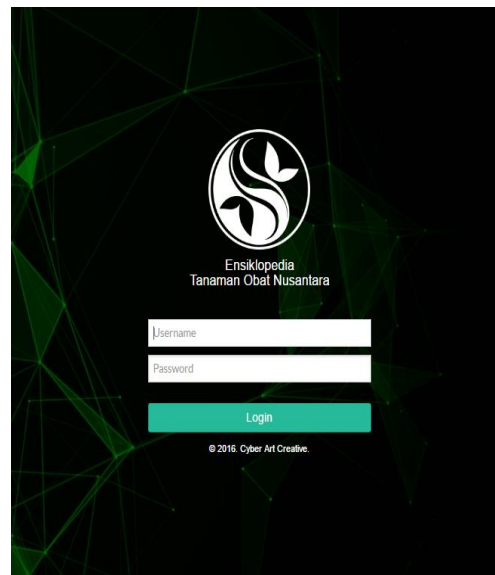 Ensiklopedia
Tanaman Obat Nusantara
Username
Password
Login
© 2016. Cyber Art Creative.